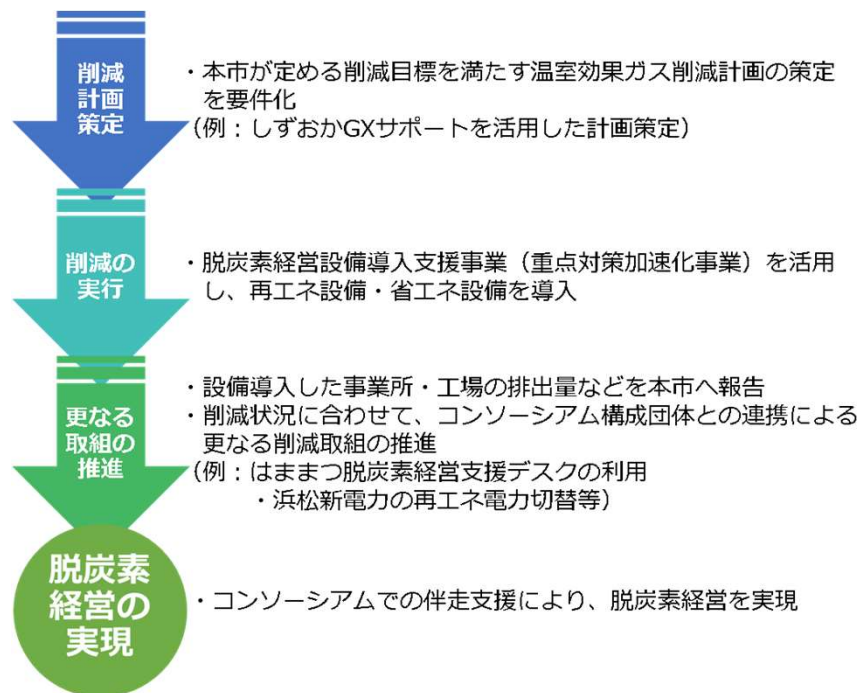 削減
計画
策定
・本市が定める削減目標を満たす温室効果ガス削減計画の策定
を要件化
（例：しずおかGXサポートを活用した計画策定）
削減の
実行
・脱炭素経営設備導入支援事業（重点対策加速化事業）を活用
し、再エネ設備・省エネ設備を導入
更なる
取組の
推進
・設備導入した事業所・工場の排出量などを本市へ報告
・削減状況に合わせて、コンソーシアム構成団体との連携による
更なる削減取組の推進
（例：はままつ脱炭素経営支援デスクの利用
・浜松新電力の再エネ電力切替等）
脱炭素
経営の
実現
・コンソーシアムでの伴走支援により、脱炭素経営を実現